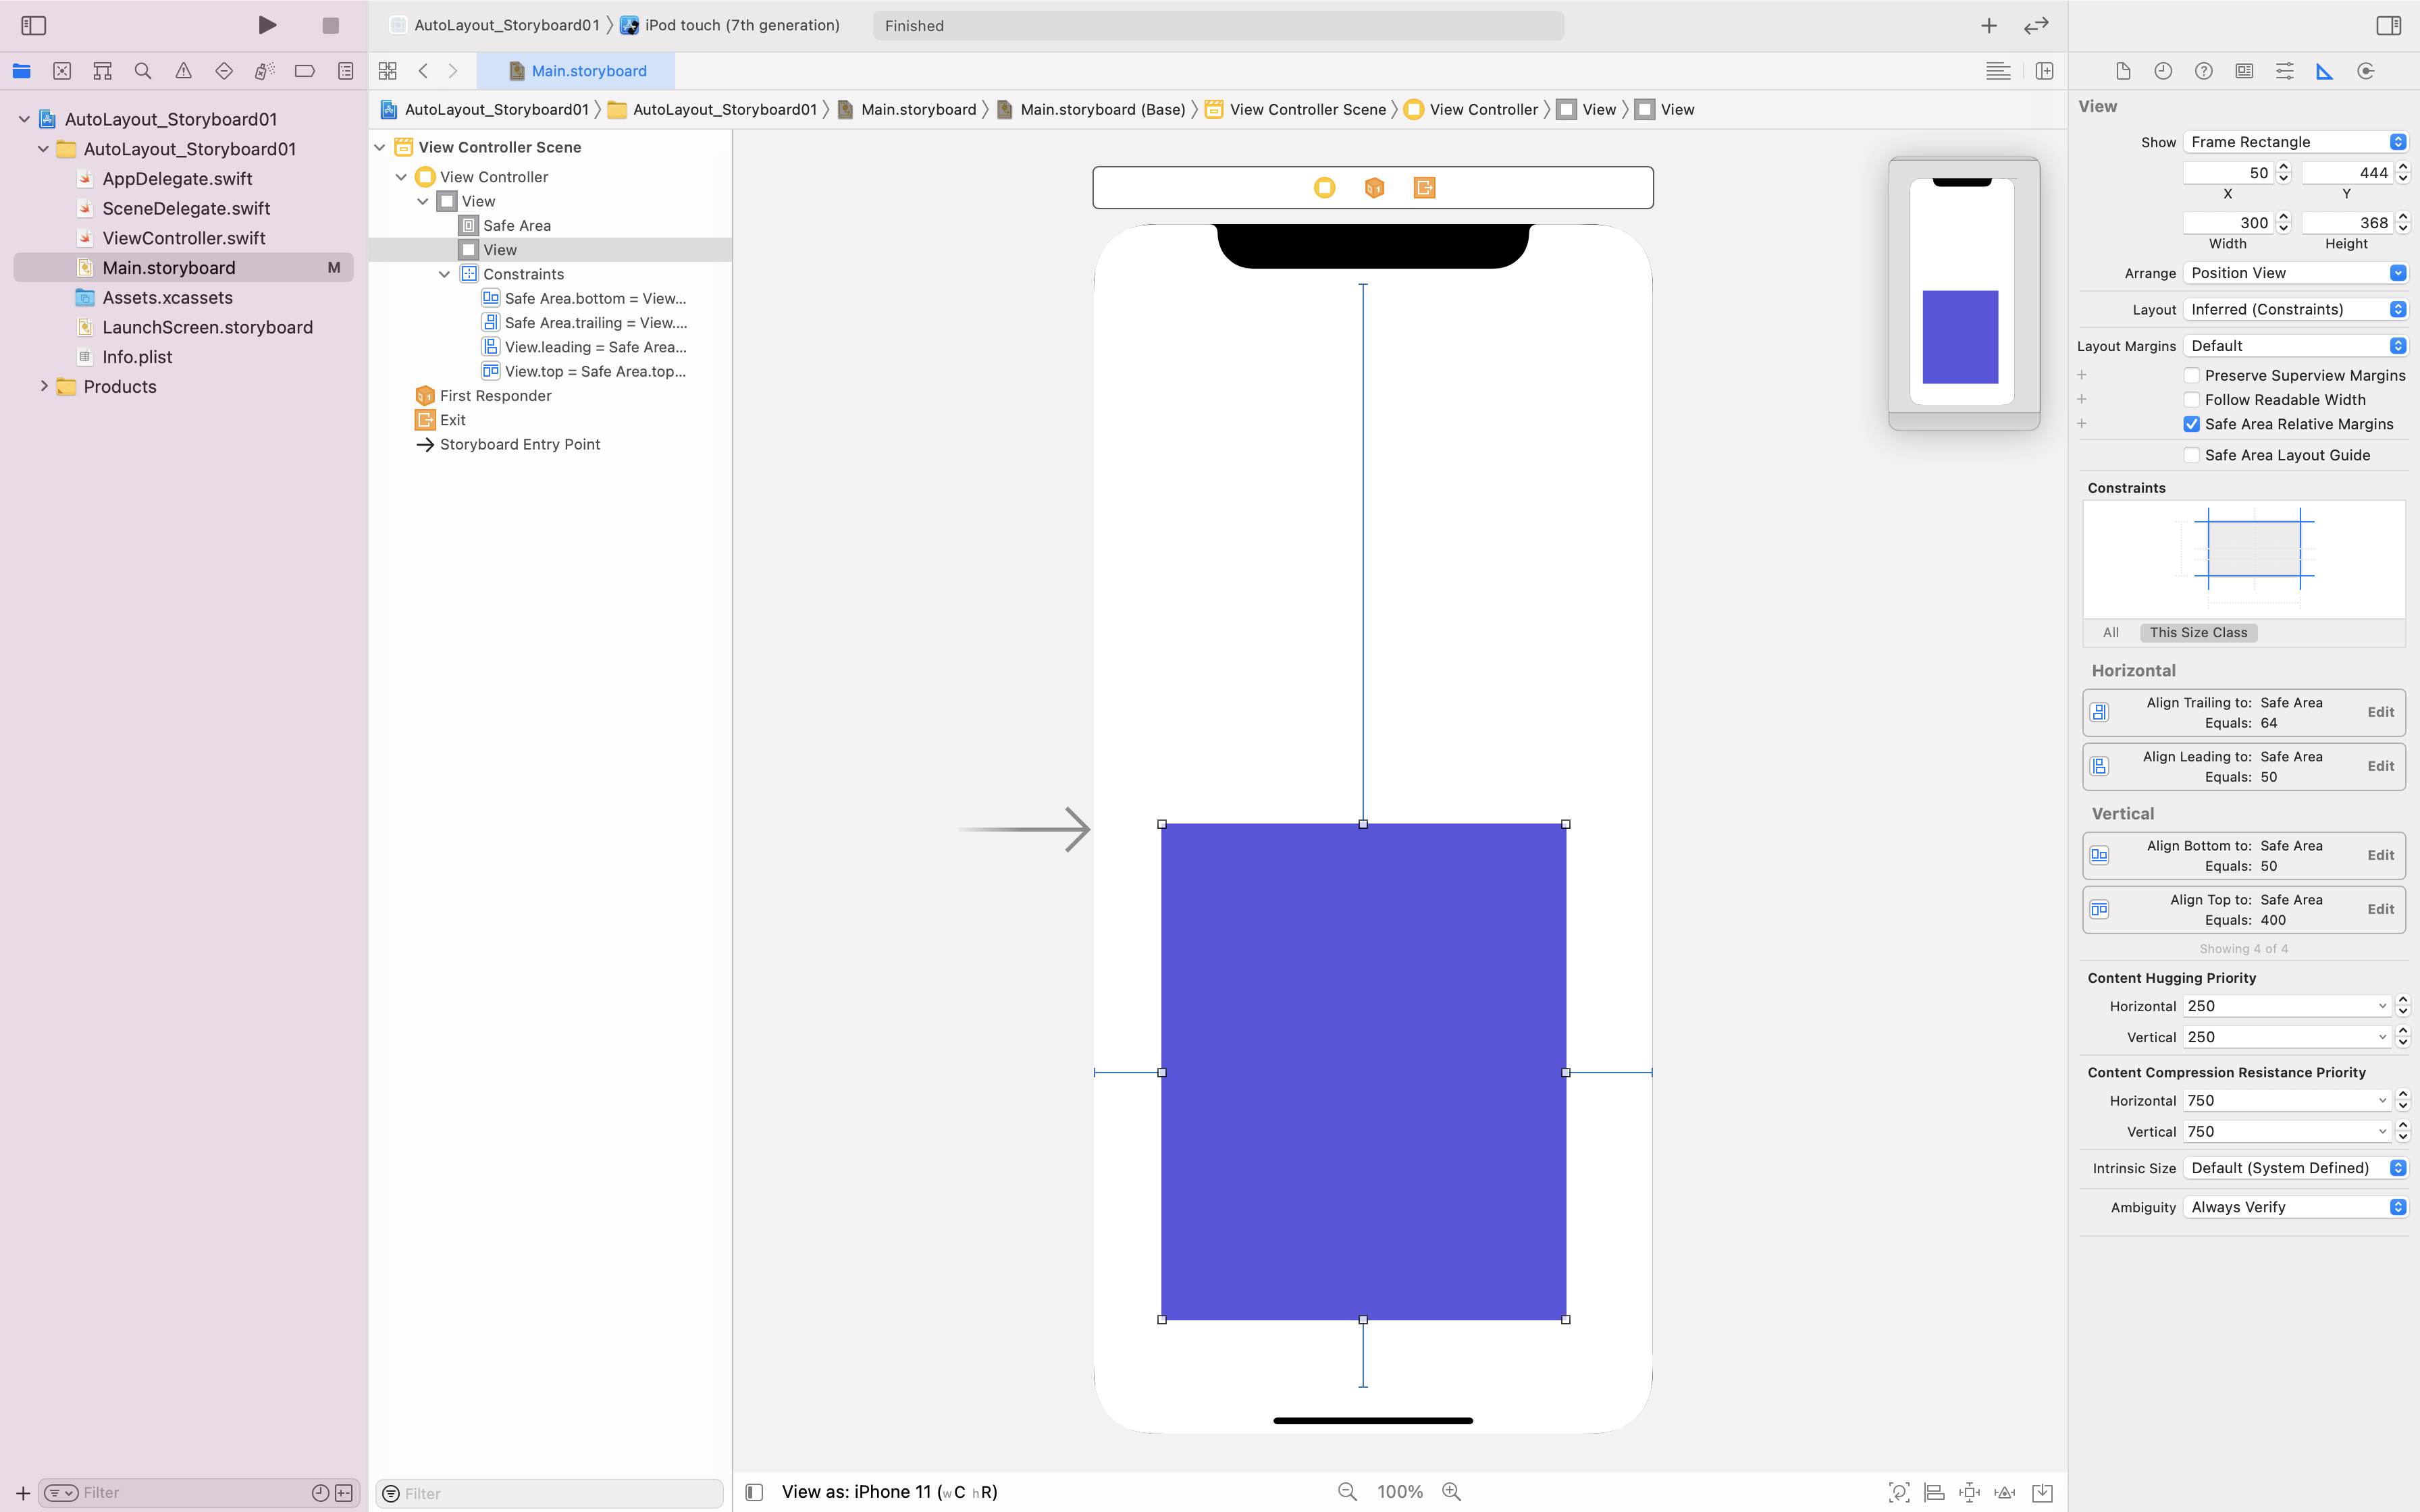 AutoLayout_Storyboard01 〉 iPod touch (7th generation)
Finished
Main.storyboard
AutoLayout_Storyboard01 〉 AutoLayout_Storyboard01 〉 Main.storyboard 〉 Main.storyboard (Base) 〉 View Controller Scene 〉 View Controller 〉 View 〉 View
AutoLayout_Storyboard01
AutoLayout_Storyboard01
AppDelegate.swift
SceneDelegate.swift
ViewController.swift
Main.storyboard M
Assets.xcassets
LaunchScreen.storyboard
Info.plist
Products
Filter
View Controller Scene
View Controller
View
Safe Area
View
Constraints
Safe Area.bottom = View...
Safe Area.trailing = View....
View.leading = Safe Area...
View.top = Safe Area.top...
First Responder
Exit
Storyboard Entry Point
Filter
View as: iPhone 11 (wC hR)
100%
View
Show Frame Rectangle
50 444
X Y
300 368
Width Height
Arrange Position View
Layout Inferred (Constraints)
Layout Margins Default
Preserve Superview Margins
Follow Readable Width
Safe Area Relative Margins
Safe Area Layout Guide
Constraints
All This Size Class
Horizontal
Align Trailing to: Safe Area
Equals: 64
Edit
Align Leading to: Safe Area
Equals: 50
Edit
Vertical
Align Bottom to: Safe Area
Equals: 50
Edit
Align Top to: Safe Area
Equals: 400
Edit
Showing 4 of 4
Content Hugging Priority
Horizontal 250
Vertical 250
Content Compression Resistance Priority
Horizontal 750
Vertical 750
Intrinsic Size Default (System Defined)
Ambiguity Always Verify